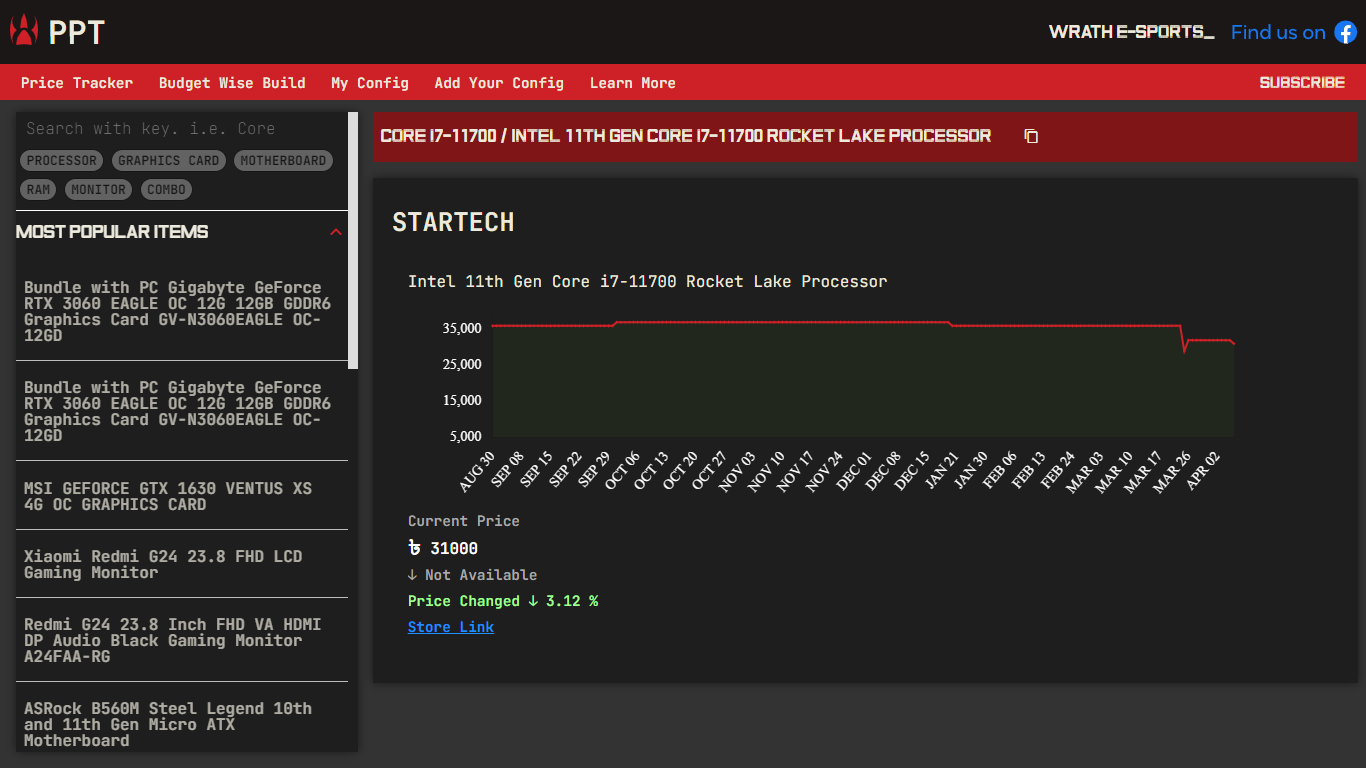 PPT
WRATH E-SPORTS_ Find us on
Price Tracker Budget Wise Build My Config Add Your Config Learn More SUBSCRIBE
Search with key. i.e. Core
PROCESSOR GRAPHICS CARD MOTHERBOARD
RAM MONITOR COMBO
MOST POPULAR ITEMS
Bundle with PC Gigabyte GeForce
RTX 3060 EAGLE OC 12G 12GB GDDR6
Graphics Card GV-N3060EAGLE OC-
12GD
Bundle with PC Gigabyte GeForce
RTX 3060 EAGLE OC 12G 12GB GDDR6
Graphics Card GV-N3060EAGLE OC-
12GD
MSI GEFORCE GTX 1630 VENTUS XS
4G OC GRAPHICS CARD
Xiaomi Redmi G24 23.8 FHD LCD
Gaming Monitor
Redmi G24 23.8 Inch FHD VA HDMI
DP Audio Black Gaming Monitor
A24FAA-RG
ASRock B560M Steel Legend 10th
and 11th Gen Micro ATX
Motherboard
CORE I7-11700 / INTEL 11TH GEN CORE I7-11700 ROCKET LAKE PROCESSOR
STARTECH
Intel 11th Gen Core i7-11700 Rocket Lake Processor
35,000
25,000
15,000
5,000
AUG 30 SEP 08 SEP 15 SEP 22 SEP 29 OCT 06 OCT 13 OCT 20 OCT 27 NOV 03 NOV 10 NOV 17 NOV 24 DEC 01 DEC 08 DEC 15 JAN 21 JAN 30 FEB 06 FEB 13 FEB 24 MAR 03 MAR 10 MAR 17 MAR 26 APR 02
Current Price
৳ 31000
↓ Not Available
Price Changed ↓ 3.12 %
Store Link